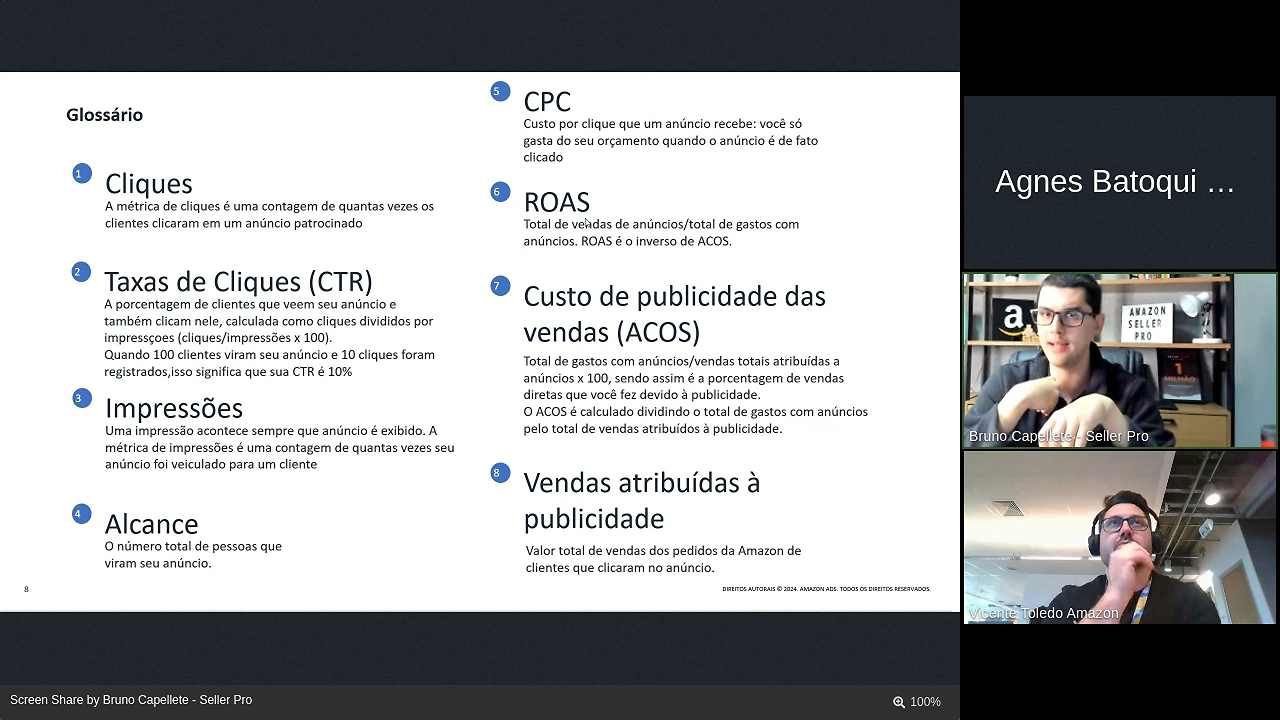 Glossário
1
Cliques
A métrica de cliques é uma contagem de quantas vezes os
clientes clicaram em um anúncio patrocinado
2
Taxas de Cliques (CTR)
A porcentagem de clientes que veem seu anúncio e
também clicam nele, calculada como cliques divididos por
impressçoes (cliques/impressões x 100).
Quando 100 clientes viram seu anúncio e 10 cliques foram
registrados,isso significa que sua CTR é 10%
3
Impressões
Uma impressão acontece sempre que anúncio é exibido. A
métrica de impressões é uma contagem de quantas vezes seu
anúncio foi veiculado para um cliente
4
Alcance
O número total de pessoas que
viram seu anúncio.
8
5
CPC
Custo por clique que um anúncio recebe: você só
gasta do seu orçamento quando o anúncio é de fato
clicado
6
ROAS
Total de vendas de anúncios/total de gastos com
anúncios. ROAS é o inverso de ACOS.
7
Custo de publicidade das
vendas (ACOS)
Total de gastos com anúncios/vendas totais atribuídas a
anúncios x 100, sendo assim é a porcentagem de vendas
diretas que você fez devido à publicidade.
O ACOS é calculado dividindo o total de gastos com anúncios
pelo total de vendas atribuídos à publicidade.
8
Vendas atribuídas à
publicidade
Valor total de vendas dos pedidos da Amazon de
clientes que clicaram no anúncio.
DIREITOS AUTORAIS © 2024. AMAZON ADS. TODOS OS DIREITOS RESERVADOS.
Screen Share by Bruno Capellete - Seller Pro
100%
Agnes Batoqui …
a
AMAZON
SELLER
PRO
1
MILHÃO
Bruno Capellete - Seller Pro
Vicente Toledo Amazon